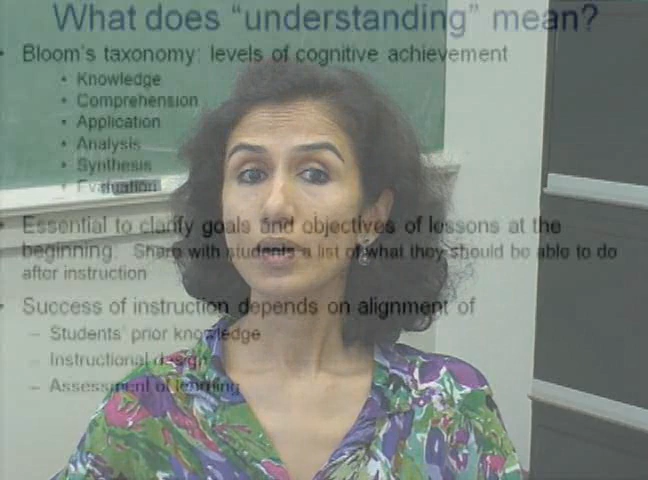 What does “understanding” mean?
• Bloom's taxonomy: levels of cognitive achievement
• Knowledge
• Comprehension
• Application
• Analysis
• Synthesis
• Evaluation
• Essential to clarify goals and objectives of lessons at the
beginning. Share with students a list of what they should be able to do
after instruction
• Success of instruction depends on alignment of
– Students' prior knowledge
– Instructional design
– Assessment of learning